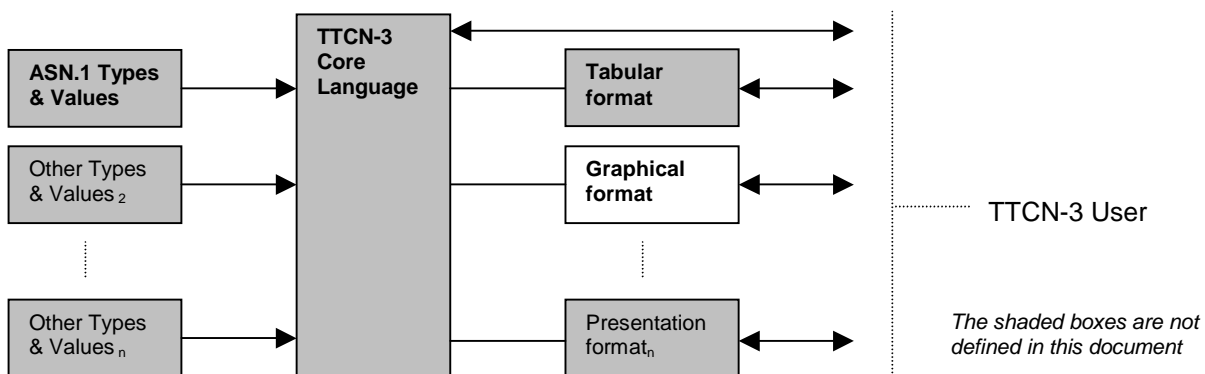 TTCN-3
Core
Language
ASN.1 Types
& Values
Tabular
format
Other Types
& Values 2
Graphical
format
TTCN-3 User
Other Types
& Values n
Presentation
formatn
The shaded boxes are not
defined in this document